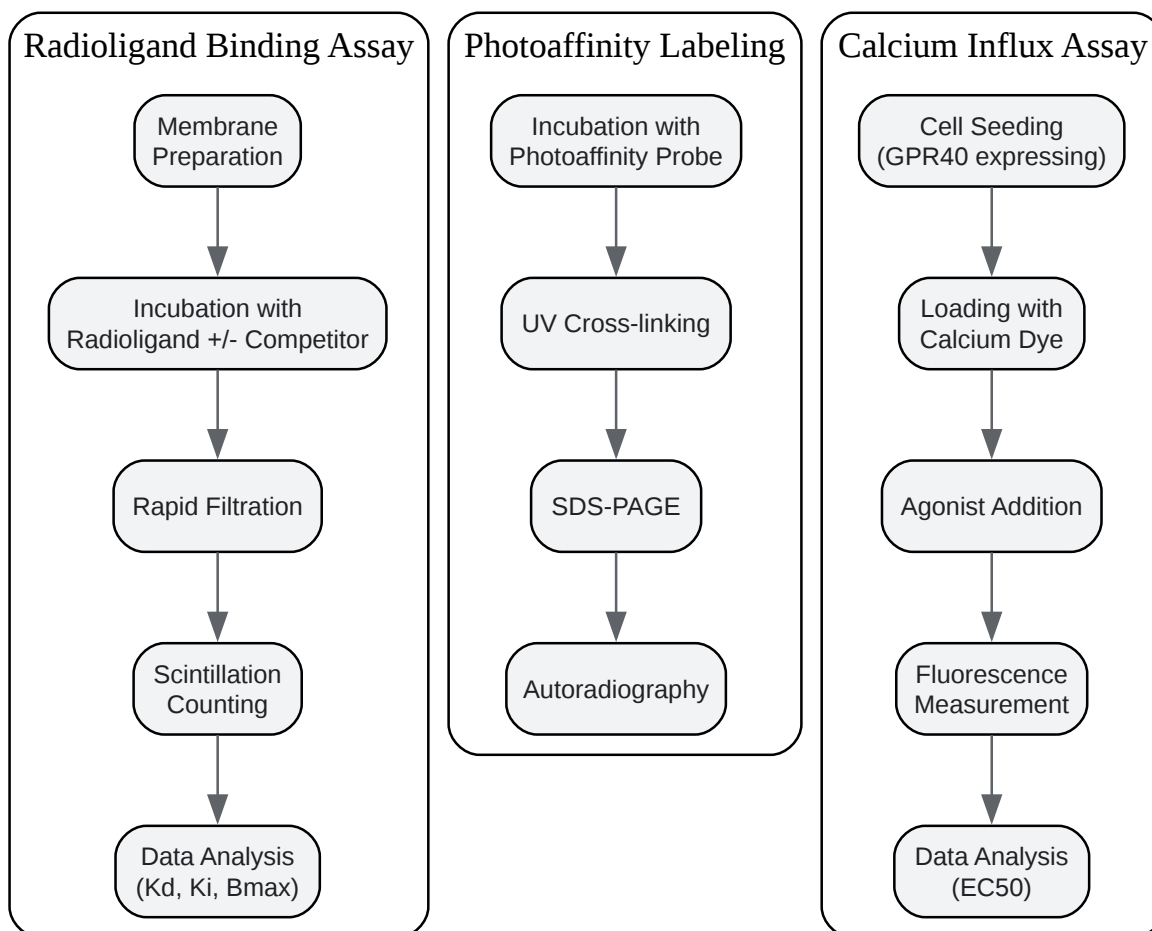 Radioligand Binding Assay
Membrane
Preparation
Incubation with
Radioligand +/- Competitor
Rapid Filtration
Scintillation
Counting
Data Analysis
(Kd, Ki, Bmax)
Photoaffinity Labeling
Incubation with
Photoaffinity Probe
UV Cross-linking
SDS-PAGE
Autoradiography
Calcium Influx Assay
Cell Seeding
(GPR40 expressing)
Loading with
Calcium Dye
Agonist Addition
Fluorescence
Measurement
Data Analysis
(EC50)